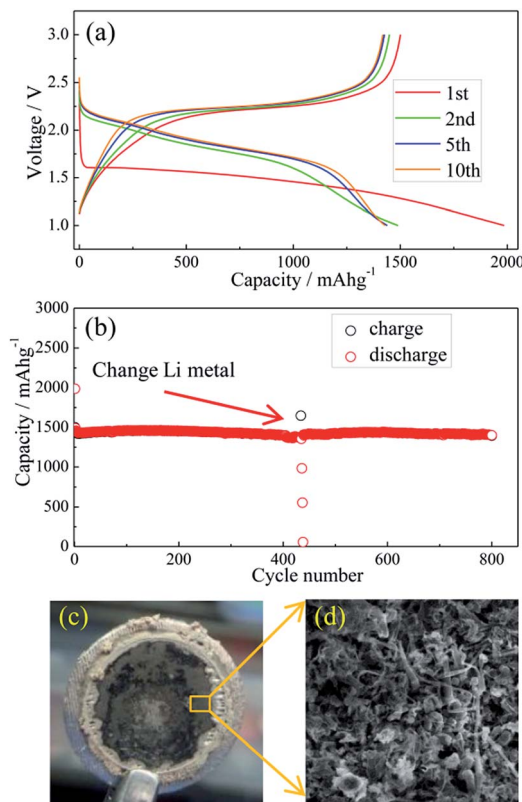 (a)
Voltage / V
3.0
2.5
2.0
1.5
1.0
1st
2nd
5th
10th
0
500
1000
1500
2000
Capacity / mAhg⁻¹
(b)
Capacity / mAhg⁻¹
3000
2500
2000
1500
1000
500
0
charge
discharge
Change Li metal
0
200
400
600
800
Cycle number
(c)
(d)